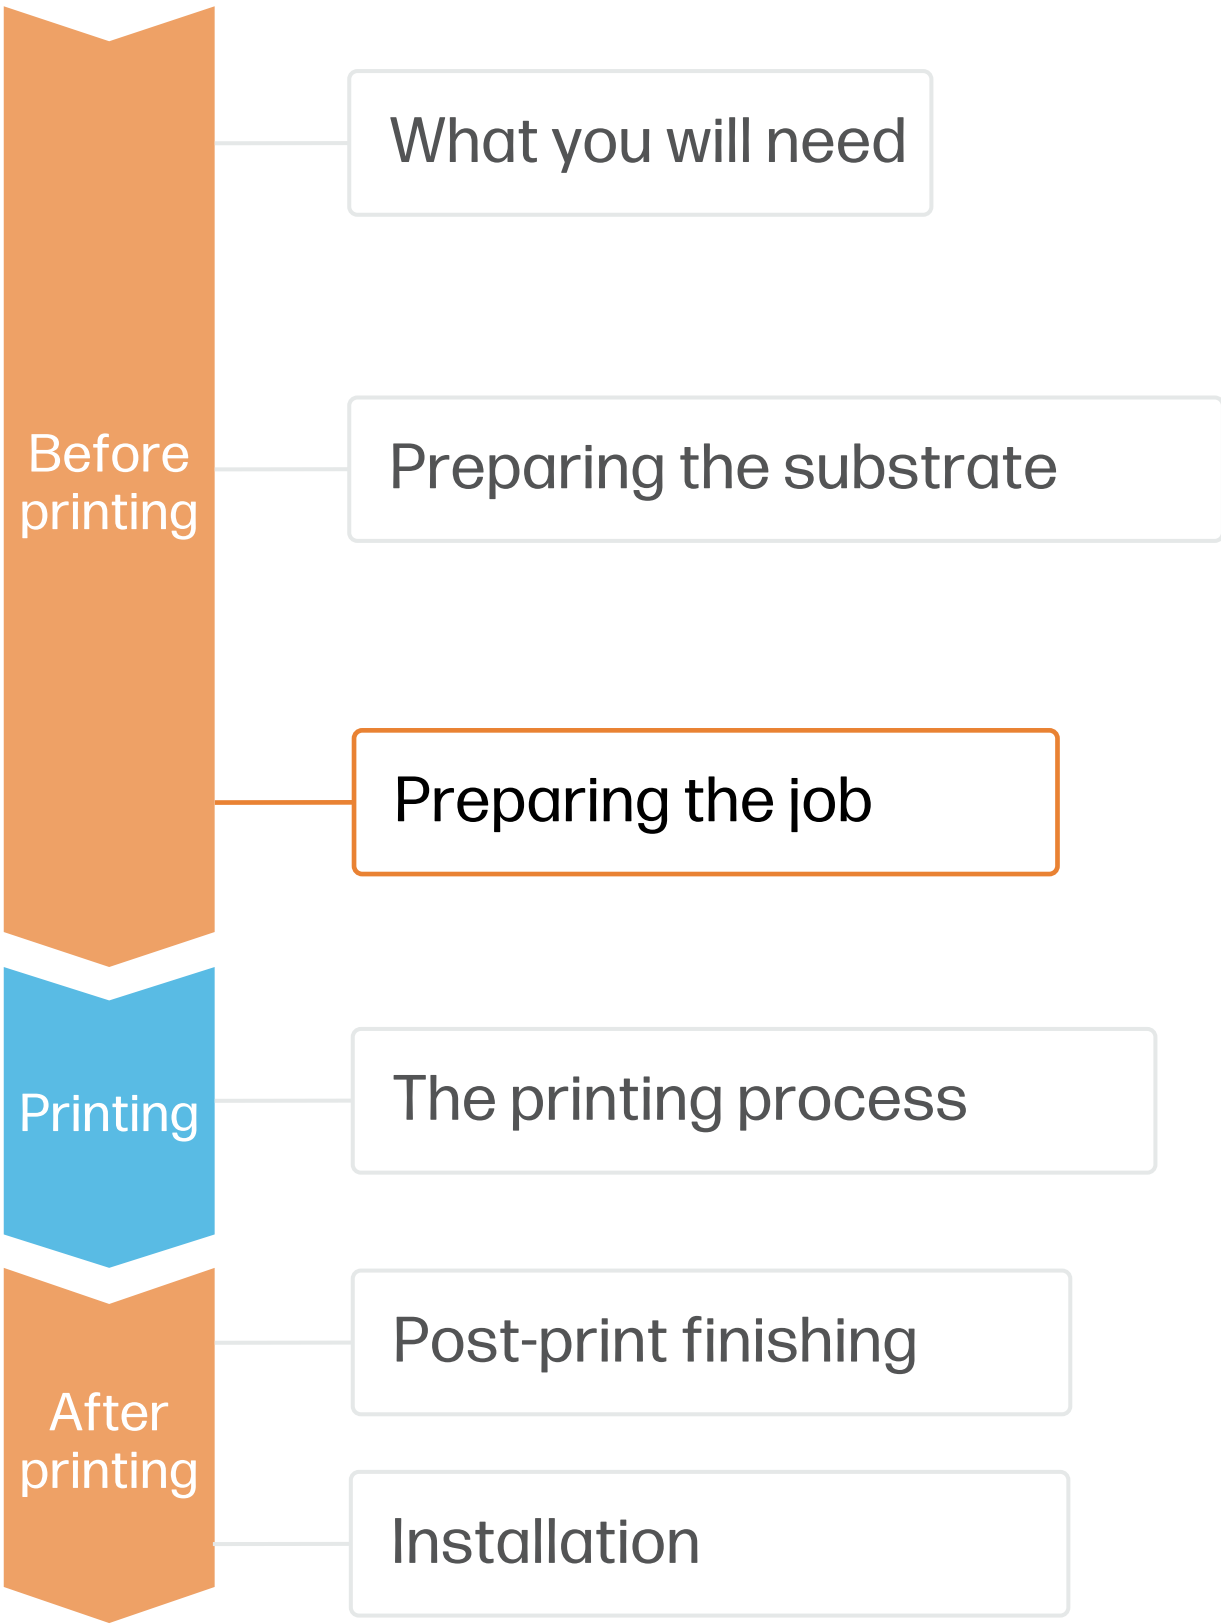 What you will need
Before
printing
Preparing the substrate
Preparing the job
Printing
The printing process
After
printing
Post-print finishing
Installation